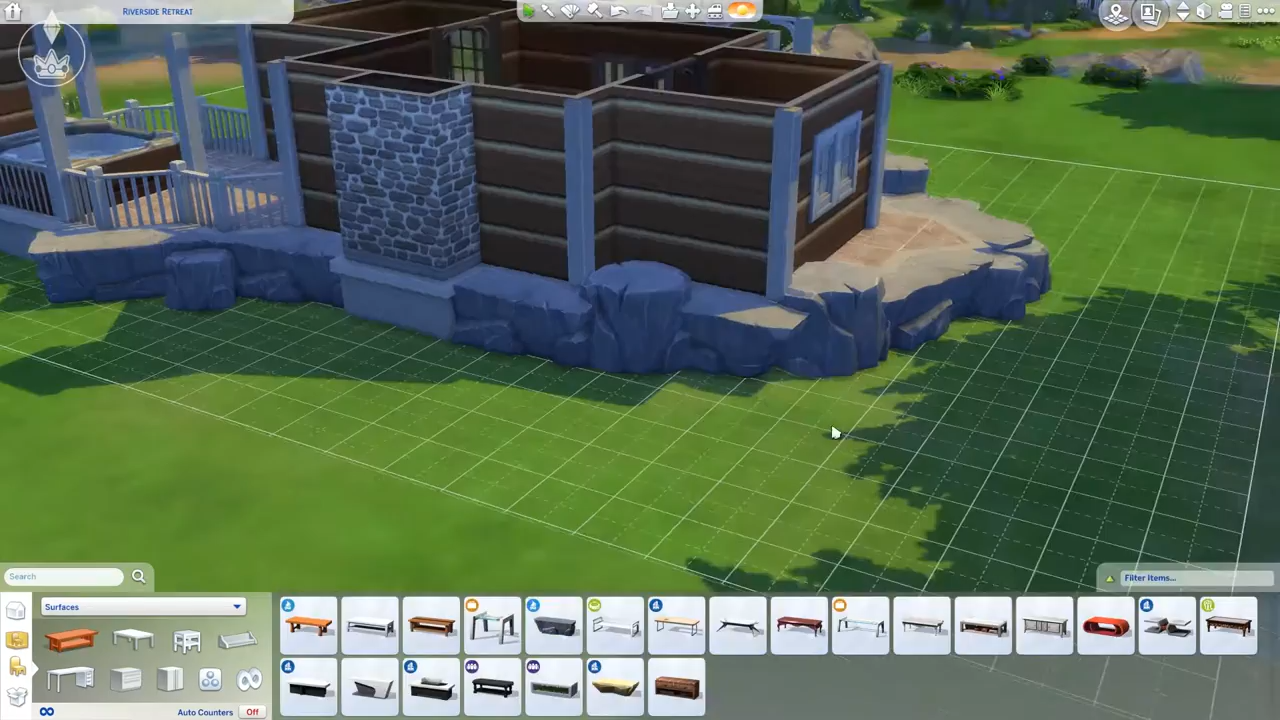 RIVERSIDE RETREAT
Search
Filter Items...
Surfaces
Auto Counters Off